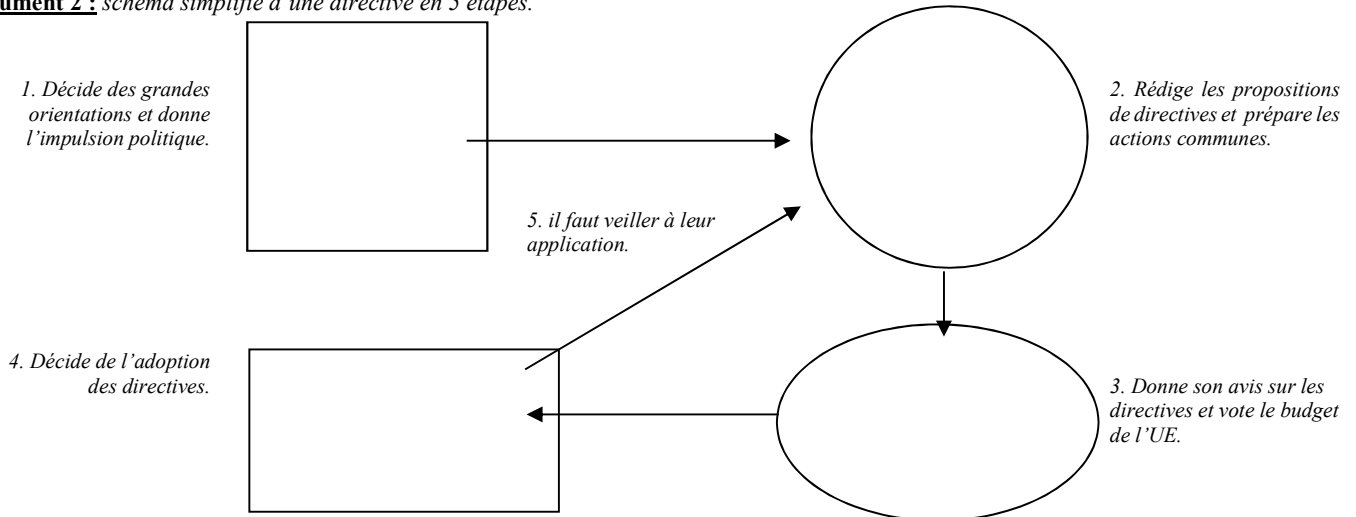 ument 2 : schéma simplifié d'une directive en 5 étapes.
1. Décide des grandes
orientations et donne
l'impulsion politique.
2. Rédige les propositions
de directives et prépare les
actions communes.
5. il faut veiller à leur
application.
4. Décide de l'adoption
des directives.
3. Donne son avis sur les
directives et vote le budget
de l'UE.